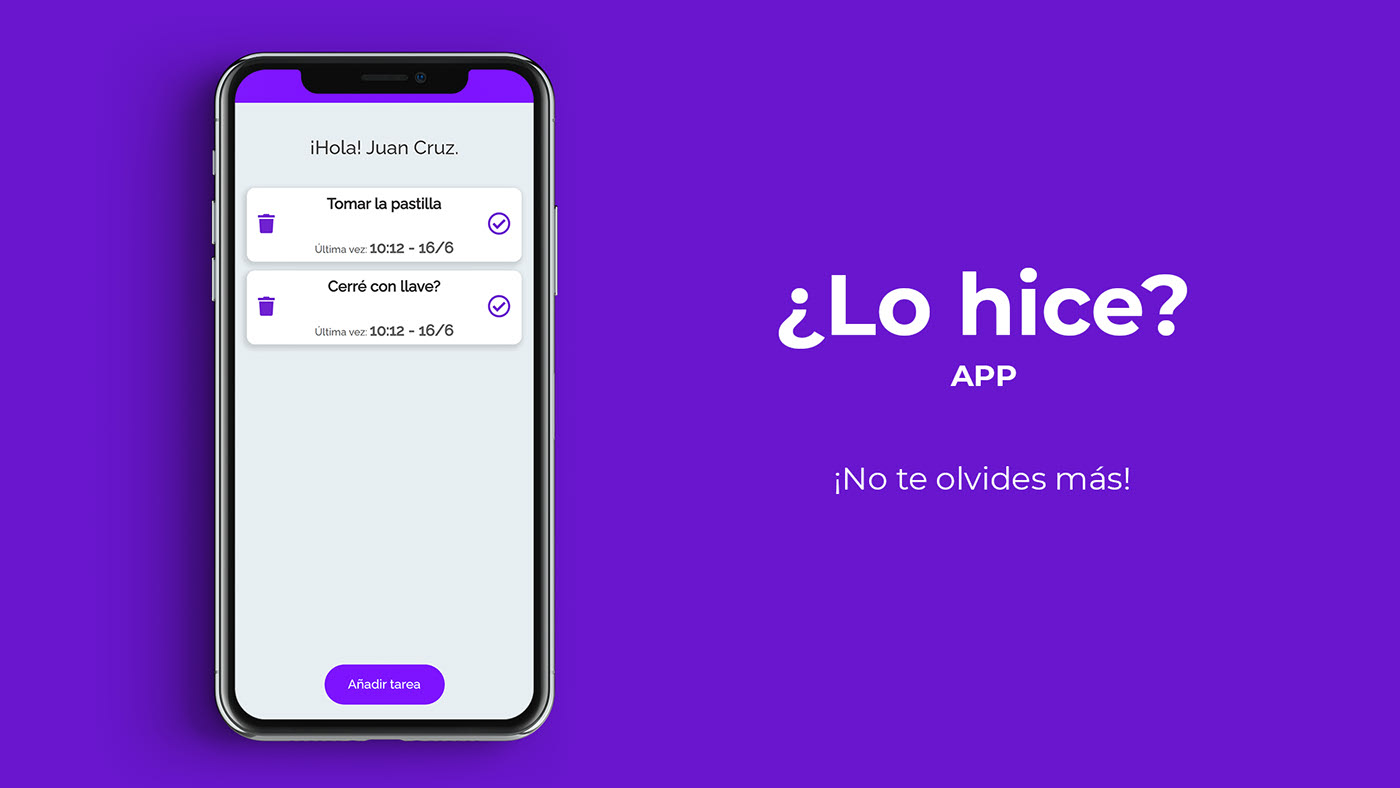 ¡Hola! Juan Cruz.
Tomar la pastilla
Última vez: 10:12 - 16/6
Cerré con llave?
Última vez: 10:12 - 16/6
Añadir tarea
¿Lo hice?
APP
¡No te olvides más!